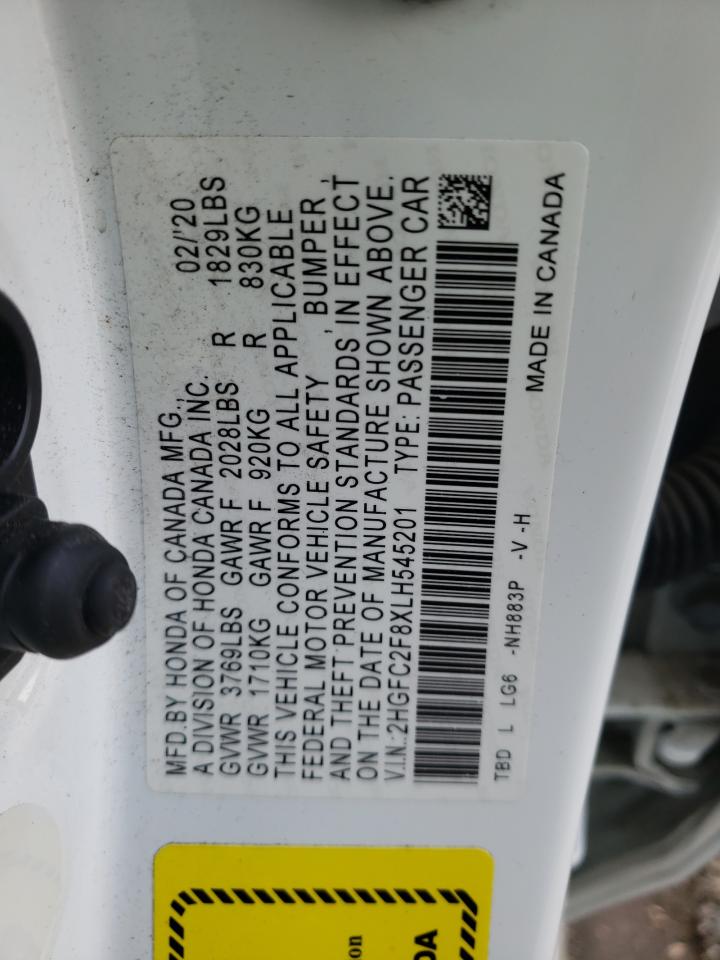 MFD.BY HONDA OF CANADA MFG., 02/'20
A DIVISION OF HONDA CANADA INC.
GVWR 3769LBS GAWR F 2028LBS R 1829LBS
GVWR 1710KG GAWR F 920KG R 830KG
THIS VEHICLE CONFORMS TO ALL APPLICABLE
FEDERAL MOTOR VEHICLE SAFETY , BUMPER ,
AND THEFT PREVENTION STANDARDS IN EFFECT
ON THE DATE OF MANUFACTURE SHOWN ABOVE.
V.I.N.:2HGFC2F8XLH545201 TYPE: PASSENGER CAR
TBD L LG6 -NH883P -V -H MADE IN CANADA